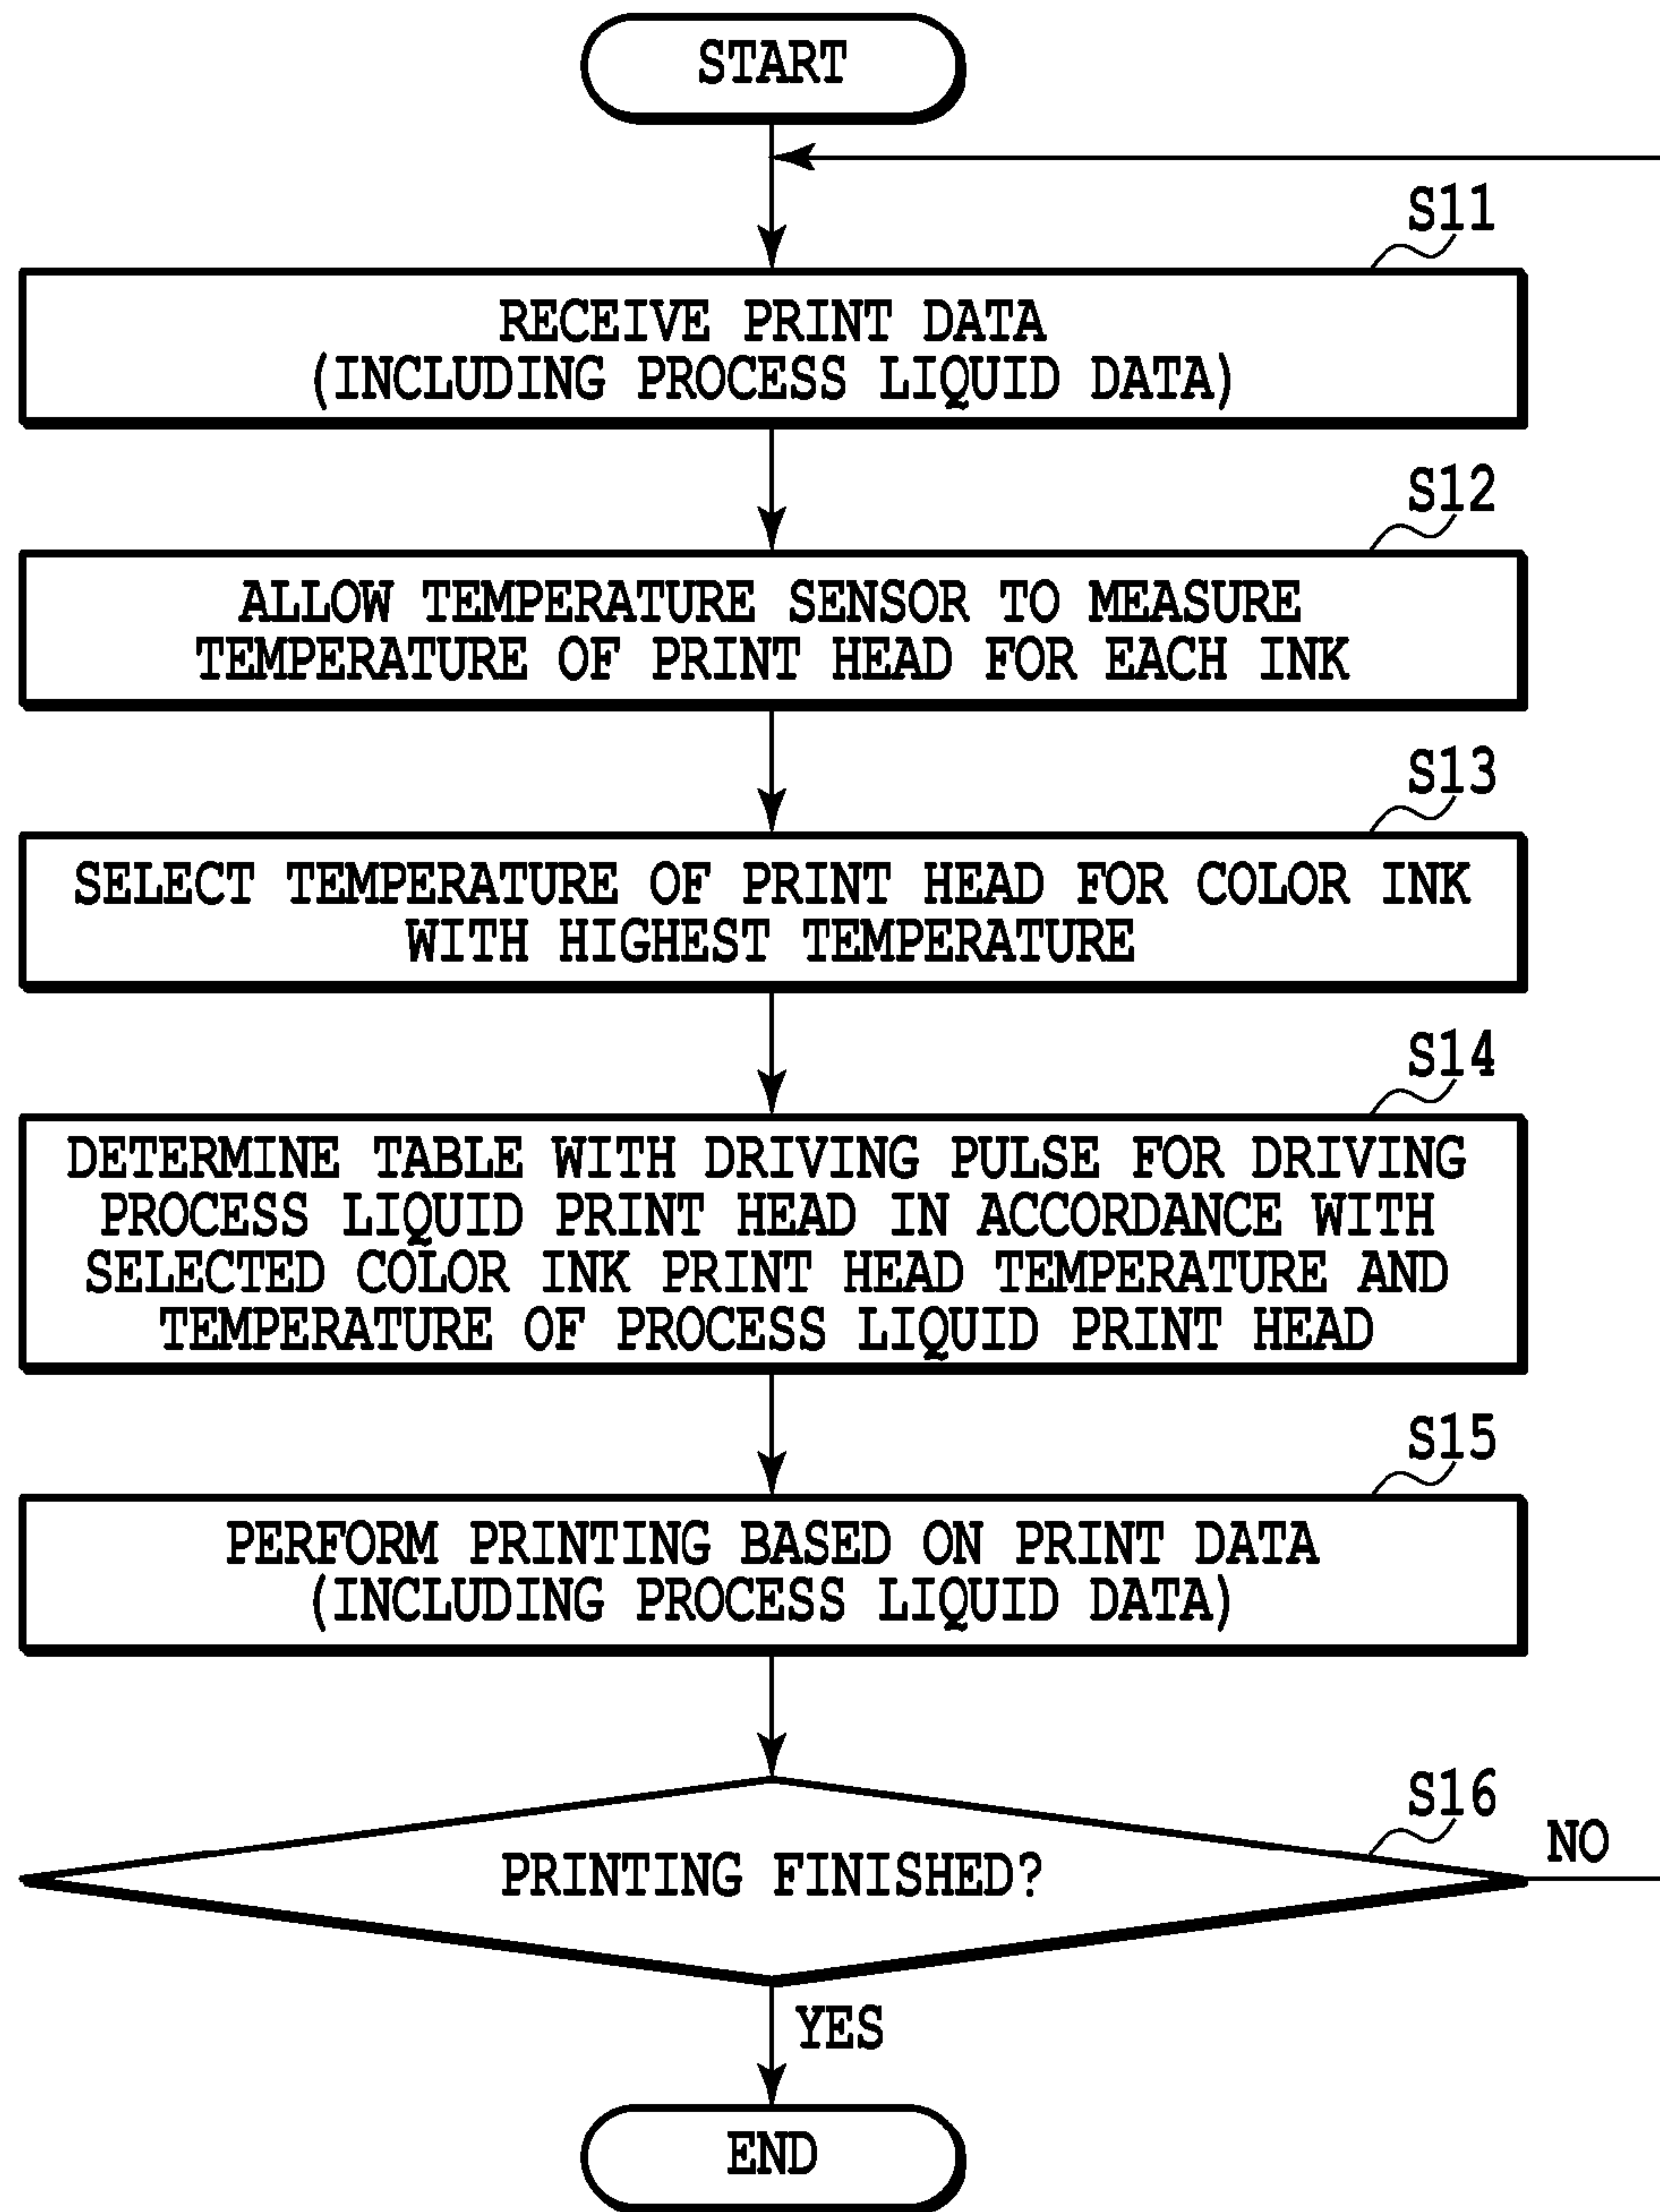 START
S11
RECEIVE PRINT DATA
(INCLUDING PROCESS LIQUID DATA)
S12
ALLOW TEMPERATURE SENSOR TO MEASURE
TEMPERATURE OF PRINT HEAD FOR EACH INK
S13
SELECT TEMPERATURE OF PRINT HEAD FOR COLOR INK
WITH HIGHEST TEMPERATURE
S14
DETERMINE TABLE WITH DRIVING PULSE FOR DRIVING
PROCESS LIQUID PRINT HEAD IN ACCORDANCE WITH
SELECTED COLOR INK PRINT HEAD TEMPERATURE AND
TEMPERATURE OF PROCESS LIQUID PRINT HEAD
S15
PERFORM PRINTING BASED ON PRINT DATA
(INCLUDING PROCESS LIQUID DATA)
S16
NO
PRINTING FINISHED?
YES
END